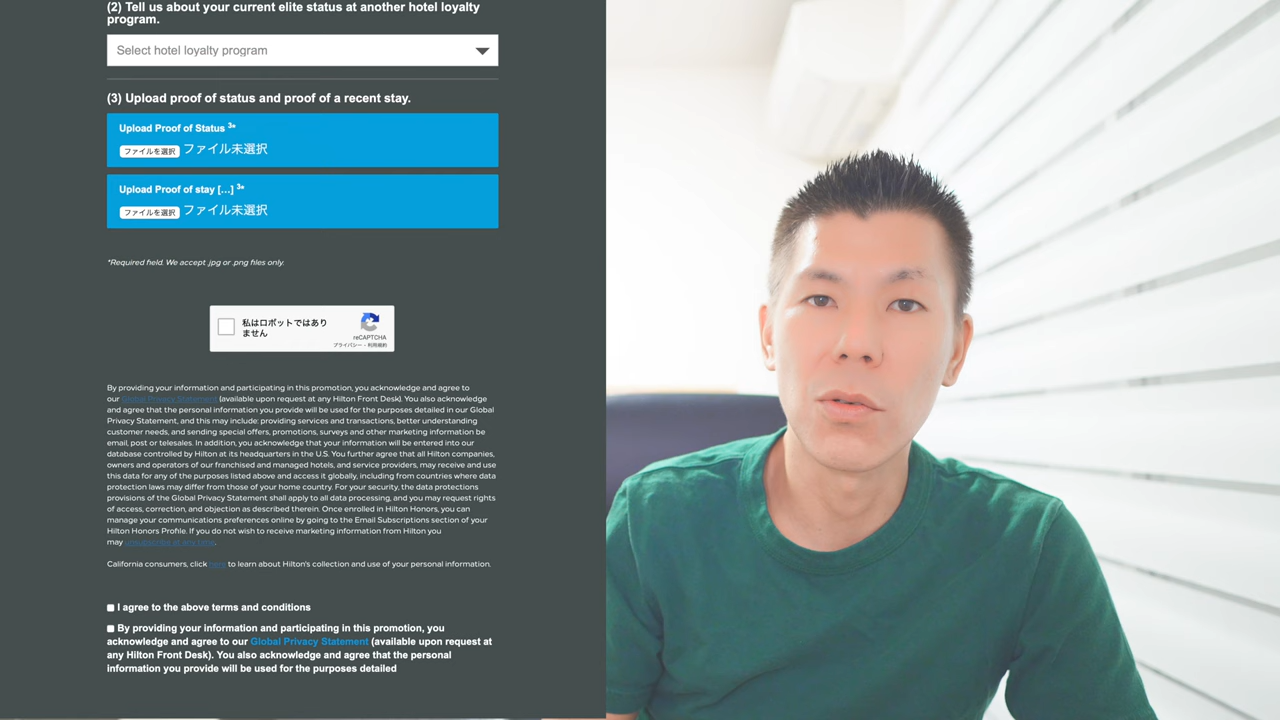 (2) Tell us about your current elite status at another hotel loyalty
program.
Select hotel loyalty program
(3) Upload proof of status and proof of a recent stay.
Upload Proof of Status 3*
ファイルを選択 ファイル未選択
Upload Proof of stay [...] 3*
ファイルを選択 ファイル未選択
*Required field. We accept .jpg or .png files only.
私はロボットではあり
ません
reCAPTCHA
プライバシー - 利用規約
By providing your information and participating in this promotion, you acknowledge and agree to
our Global Privacy Statement (available upon request at any Hilton Front Desk). You also acknowledge
and agree that the personal information you provide will be used for the purposes detailed in our Global
Privacy Statement, and this may include: providing services and transactions, better understanding
customer needs, and sending special offers, promotions, surveys and other marketing information be
email, post or telesales. In addition, you acknowledge that your information will be entered into our
database controlled by Hilton at its headquarters in the U.S. You further agree that all Hilton companies,
owners and operators of our franchised and managed hotels, and service providers, may receive and use
this data for any of the purposes listed above and access it globally, including from countries where data
protection laws may differ from those of your home country. For your security, the data protections
provisions of the Global Privacy Statement shall apply to all data processing, and you may request rights
of access, correction, and objection as described therein. Once enrolled in Hilton Honors, you can
manage your communications preferences online by going to the Email Subscriptions section of your
Hilton Honors Profile. If you do not wish to receive marketing information from Hilton you
may unsubscribe at any time.
California consumers, click here to learn about Hilton's collection and use of your personal information.
I agree to the above terms and conditions
By providing your information and participating in this promotion, you
acknowledge and agree to our Global Privacy Statement (available upon request at
any Hilton Front Desk). You also acknowledge and agree that the personal
information you provide will be used for the purposes detailed